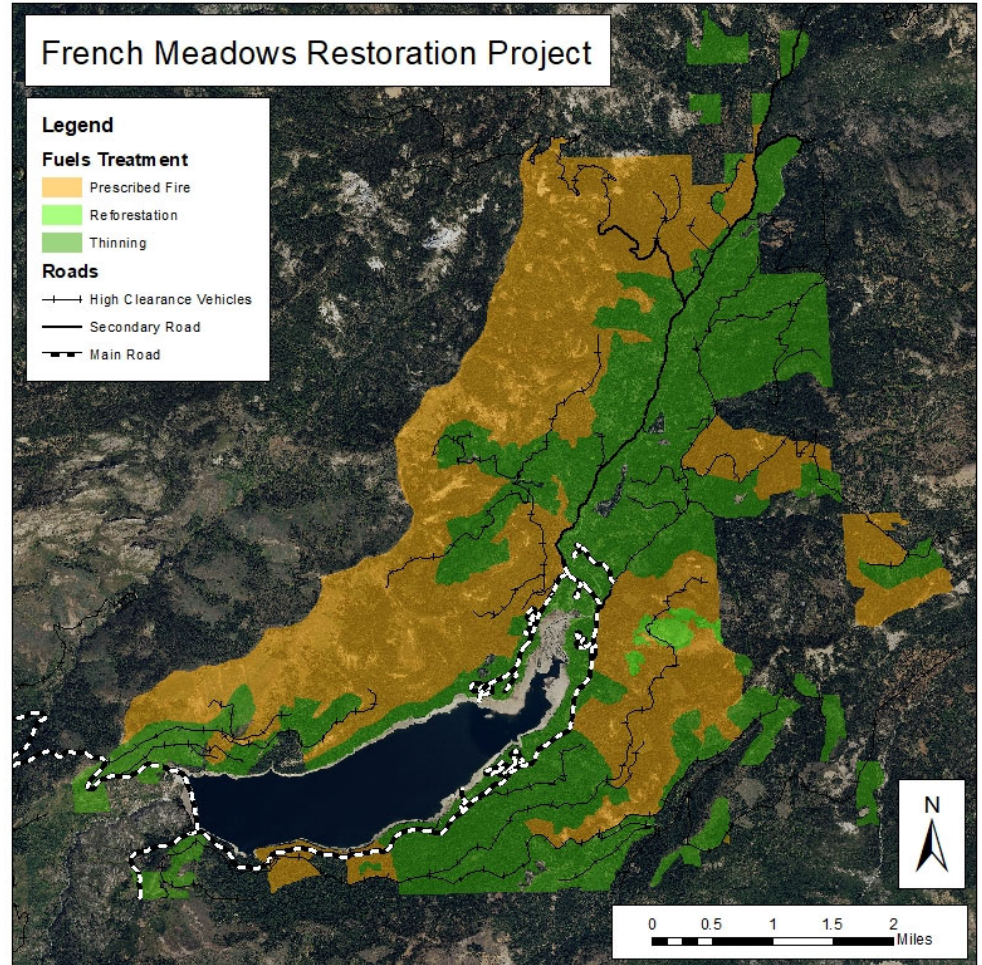 French Meadows Restoration Project
Legend
Fuels Treatment
Prescribed Fire
Reforestation
Thinning
Roads
High Clearance Vehicles
Secondary Road
Main Road
N
0 0.5 1 1.5 2
Miles